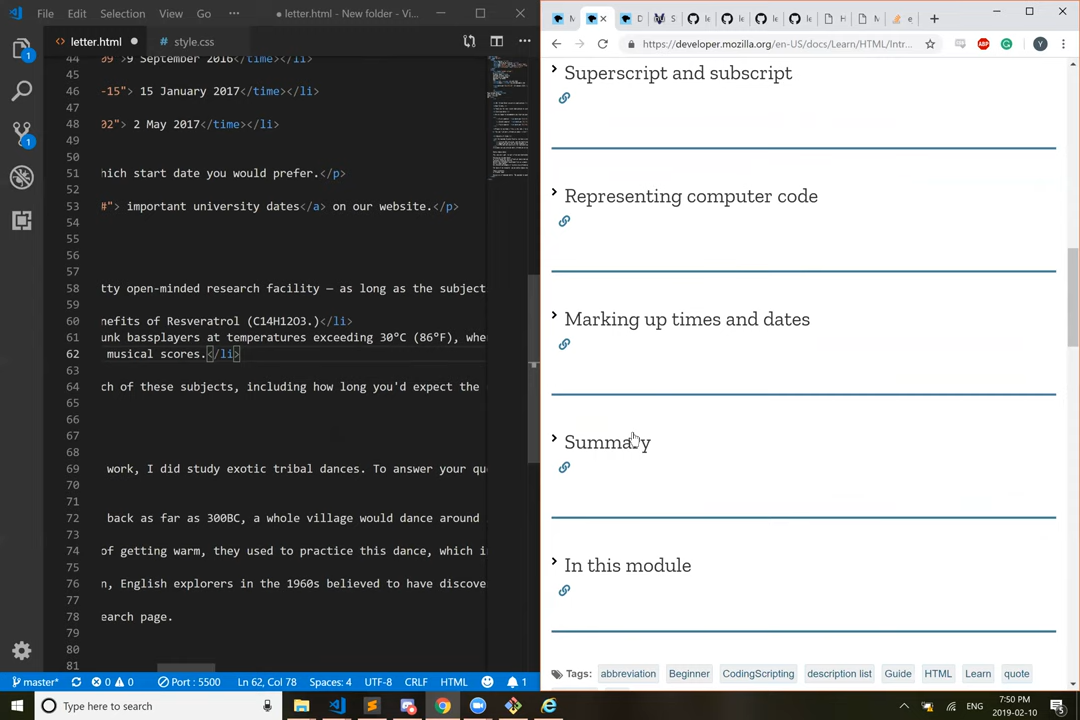 File Edit Selection View Go ··· ● letter.html - New folder - Vi...
letter.html ● style.css
44 09 ">9 September 2016</time></li>
45
46 -15"> 15 January 2017</time></li>
47
48 02"> 2 May 2017</time></li>
49
50
51 hich start date you would prefer.</p>
52
53 #"> important university dates</a> on our website.</p>
54
55
56
57
58 tty open-minded research facility — as long as the subject
59
60 nefits of Resveratrol (C14H12O3.)</li>
61 unk bassplayers at temperatures exceeding 30°C (86°F), whe
62 musical scores.</li>
63
64 ch of these subjects, including how long you'd expect the
65
66
67
68
69 work, I did study exotic tribal dances. To answer your qu
70
71
72 back as far as 300BC, a whole village would dance around
73
74 of getting warm, they used to practice this dance, which i
75
76 n, English explorers in the 1960s believed to have discove
77
78 earch page.
79
80
81
master* 0 0 Port : 5500 Ln 62, Col 78 Spaces: 4 UTF-8 CRLF HTML 1
https://developer.mozilla.org/en-US/docs/Learn/HTML/Intr...
Superscript and subscript
Representing computer code
Marking up times and dates
Summary
In this module
Tags: abbreviation Beginner CodingScripting description list Guide HTML Learn quote
Type here to search
ENG
7:50 PM
2019-02-10